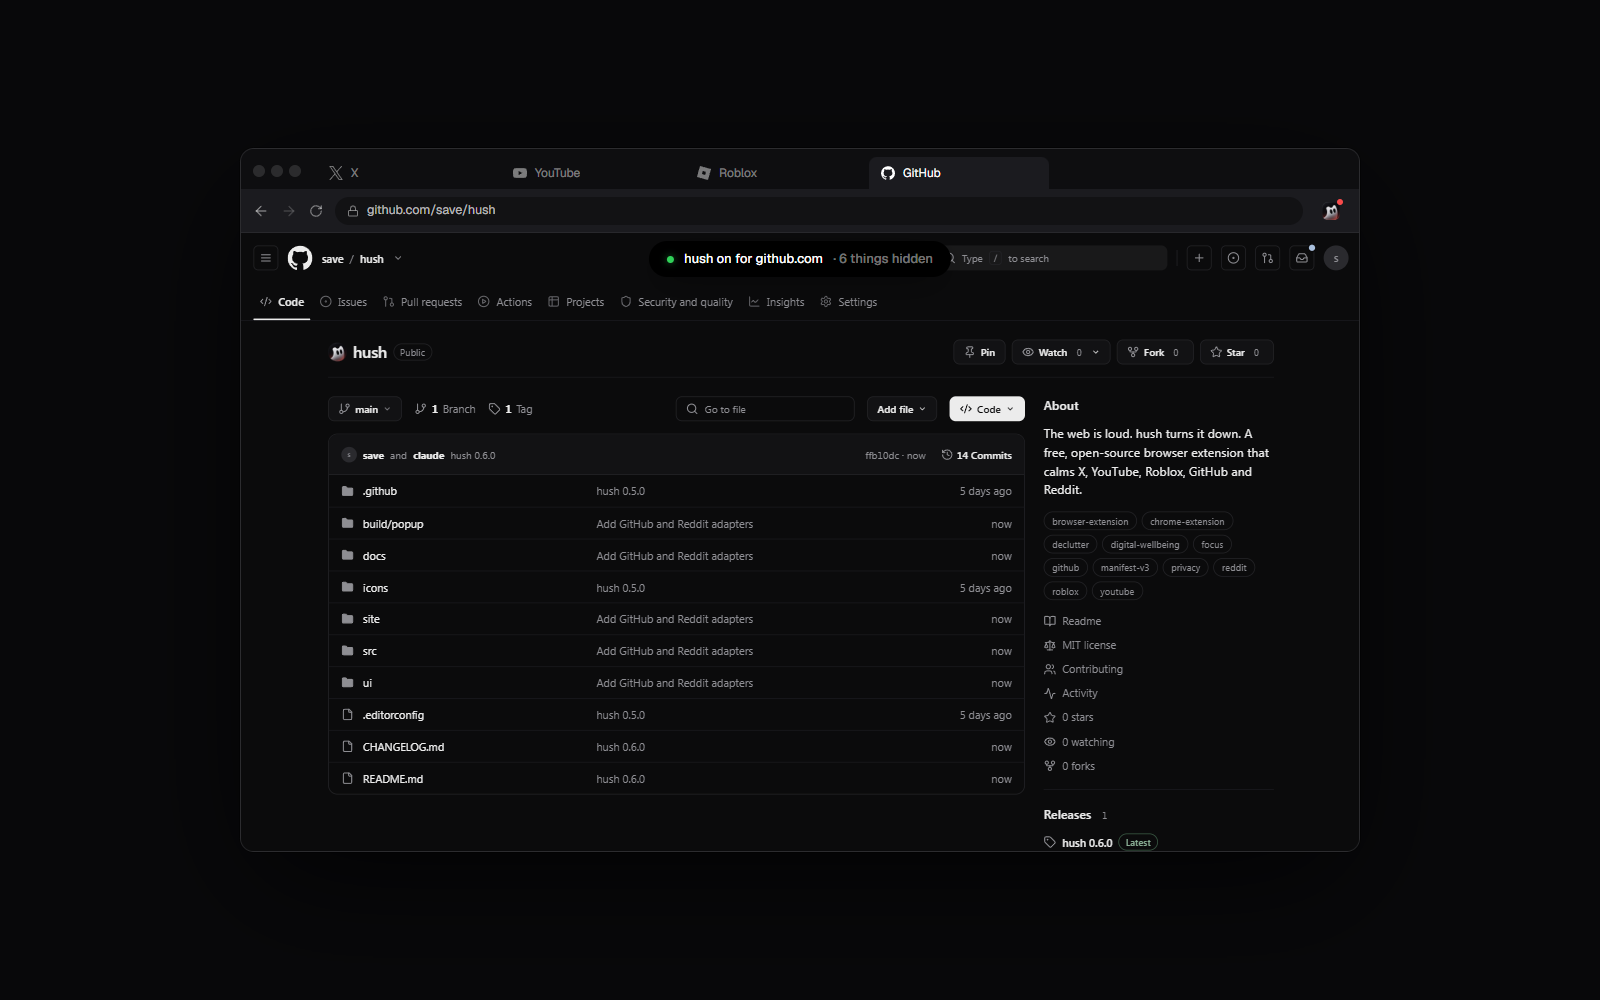 X
YouTube
Roblox
GitHub
github.com/save/hush
save / hush
hush on for github.com · 6 things hidden
Type / to search
s
Code
Issues
Pull requests
Actions
Projects
Security and quality
Insights
Settings
hush Public
Pin
Watch 0
Fork 0
Star 0
main
1 Branch
1 Tag
Go to file
Add file
Code
s save and claude hush 0.6.0 ffb10dc · now 14 Commits
.github hush 0.5.0 5 days ago
build/popup Add GitHub and Reddit adapters now
docs Add GitHub and Reddit adapters now
icons hush 0.5.0 5 days ago
site Add GitHub and Reddit adapters now
src Add GitHub and Reddit adapters now
ui Add GitHub and Reddit adapters now
.editorconfig hush 0.5.0 5 days ago
CHANGELOG.md hush 0.6.0 now
README.md hush 0.6.0 now
About
The web is loud. hush turns it down. A
free, open-source browser extension that
calms X, YouTube, Roblox, GitHub and
Reddit.
browser-extension chrome-extension
declutter digital-wellbeing focus
github manifest-v3 privacy reddit
roblox youtube
Readme
MIT license
Contributing
Activity
0 stars
0 watching
0 forks
Releases 1
hush 0.6.0 Latest